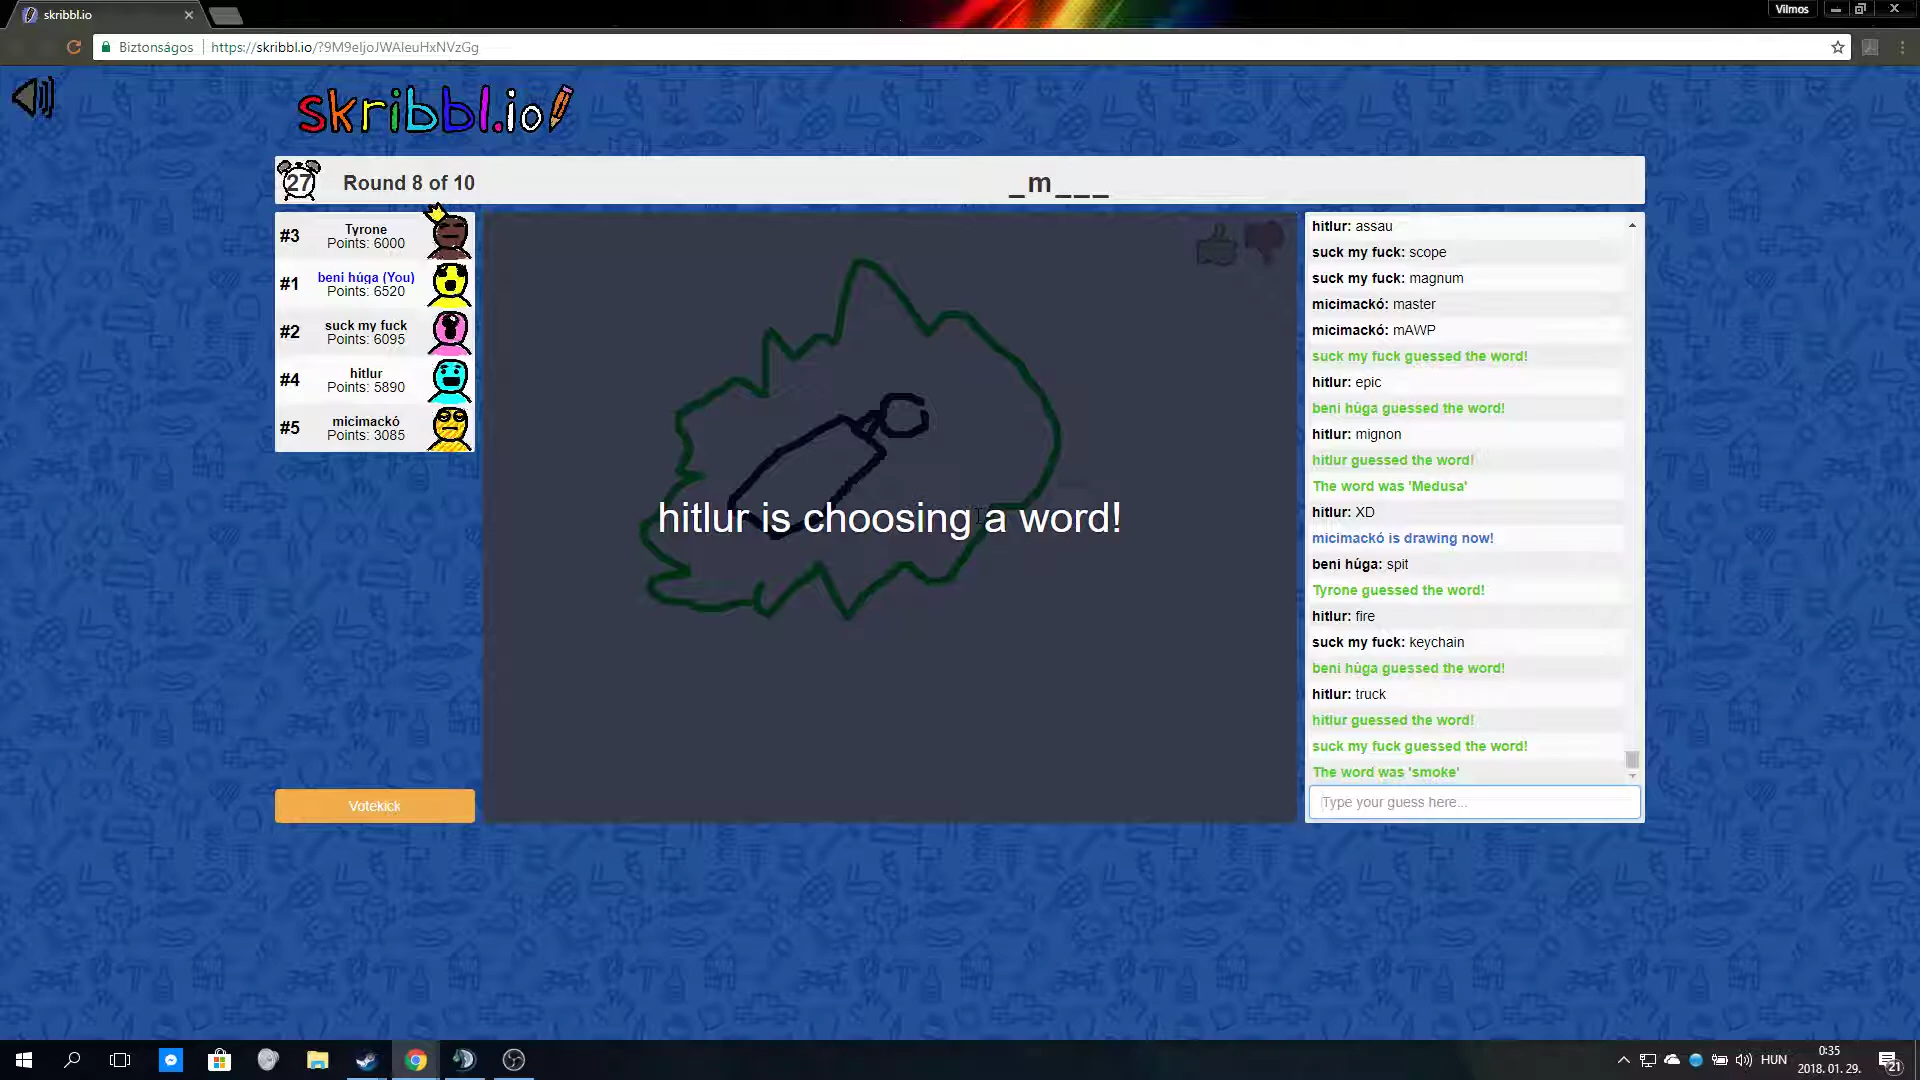 skribbl.io
Vilmos
Biztonságos
https://skribbl.io/?9M9eljoJWAleuHxNVzGg
skribbl.io
27
Round 8 of 10
_m___
#3
Tyrone
Points: 6000
#1
beni húga (You)
Points: 6520
#2
suck my fuck
Points: 6095
#4
hitlur
Points: 5890
#5
micimackó
Points: 3085
Votekick
hitlur is choosing a word!
hitlur: assau
suck my fuck: scope
suck my fuck: magnum
micimackó: master
micimackó: mAWP
suck my fuck guessed the word!
hitlur: epic
beni húga guessed the word!
hitlur: mignon
hitlur guessed the word!
The word was 'Medusa'
hitlur: XD
micimackó is drawing now!
beni húga: spit
Tyrone guessed the word!
hitlur: fire
suck my fuck: keychain
beni húga guessed the word!
hitlur: truck
hitlur guessed the word!
suck my fuck guessed the word!
The word was 'smoke'
Type your guess here...
HUN
0:35
2018. 01. 29.
21